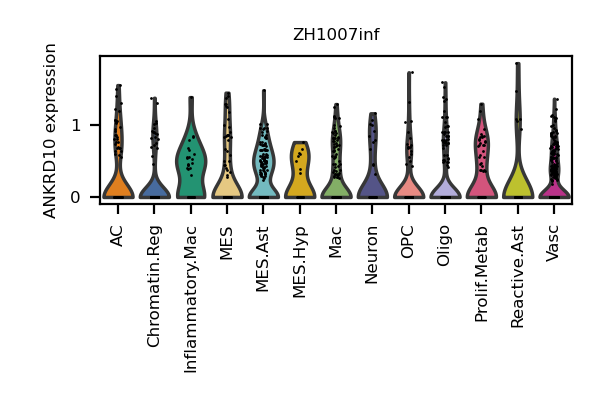 ZH1007inf
ANKRD10 expression
1
0
AC
Chromatin.Reg
Inflammatory.Mac
MES
MES.Ast
MES.Hyp
Mac
Neuron
OPC
Oligo
Prolif.Metab
Reactive.Ast
Vasc